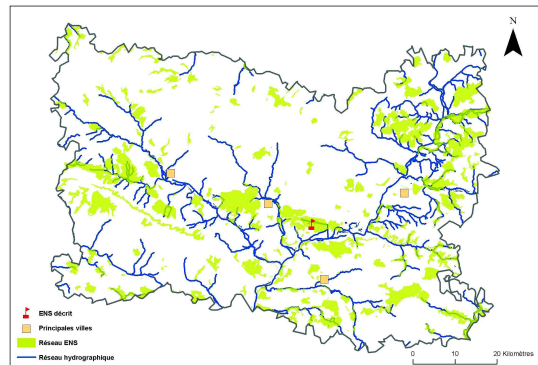 N
ENS décrit
Principales villes
Réseau ENS
Réseau hydrographique
0 10 20 Kilomètres